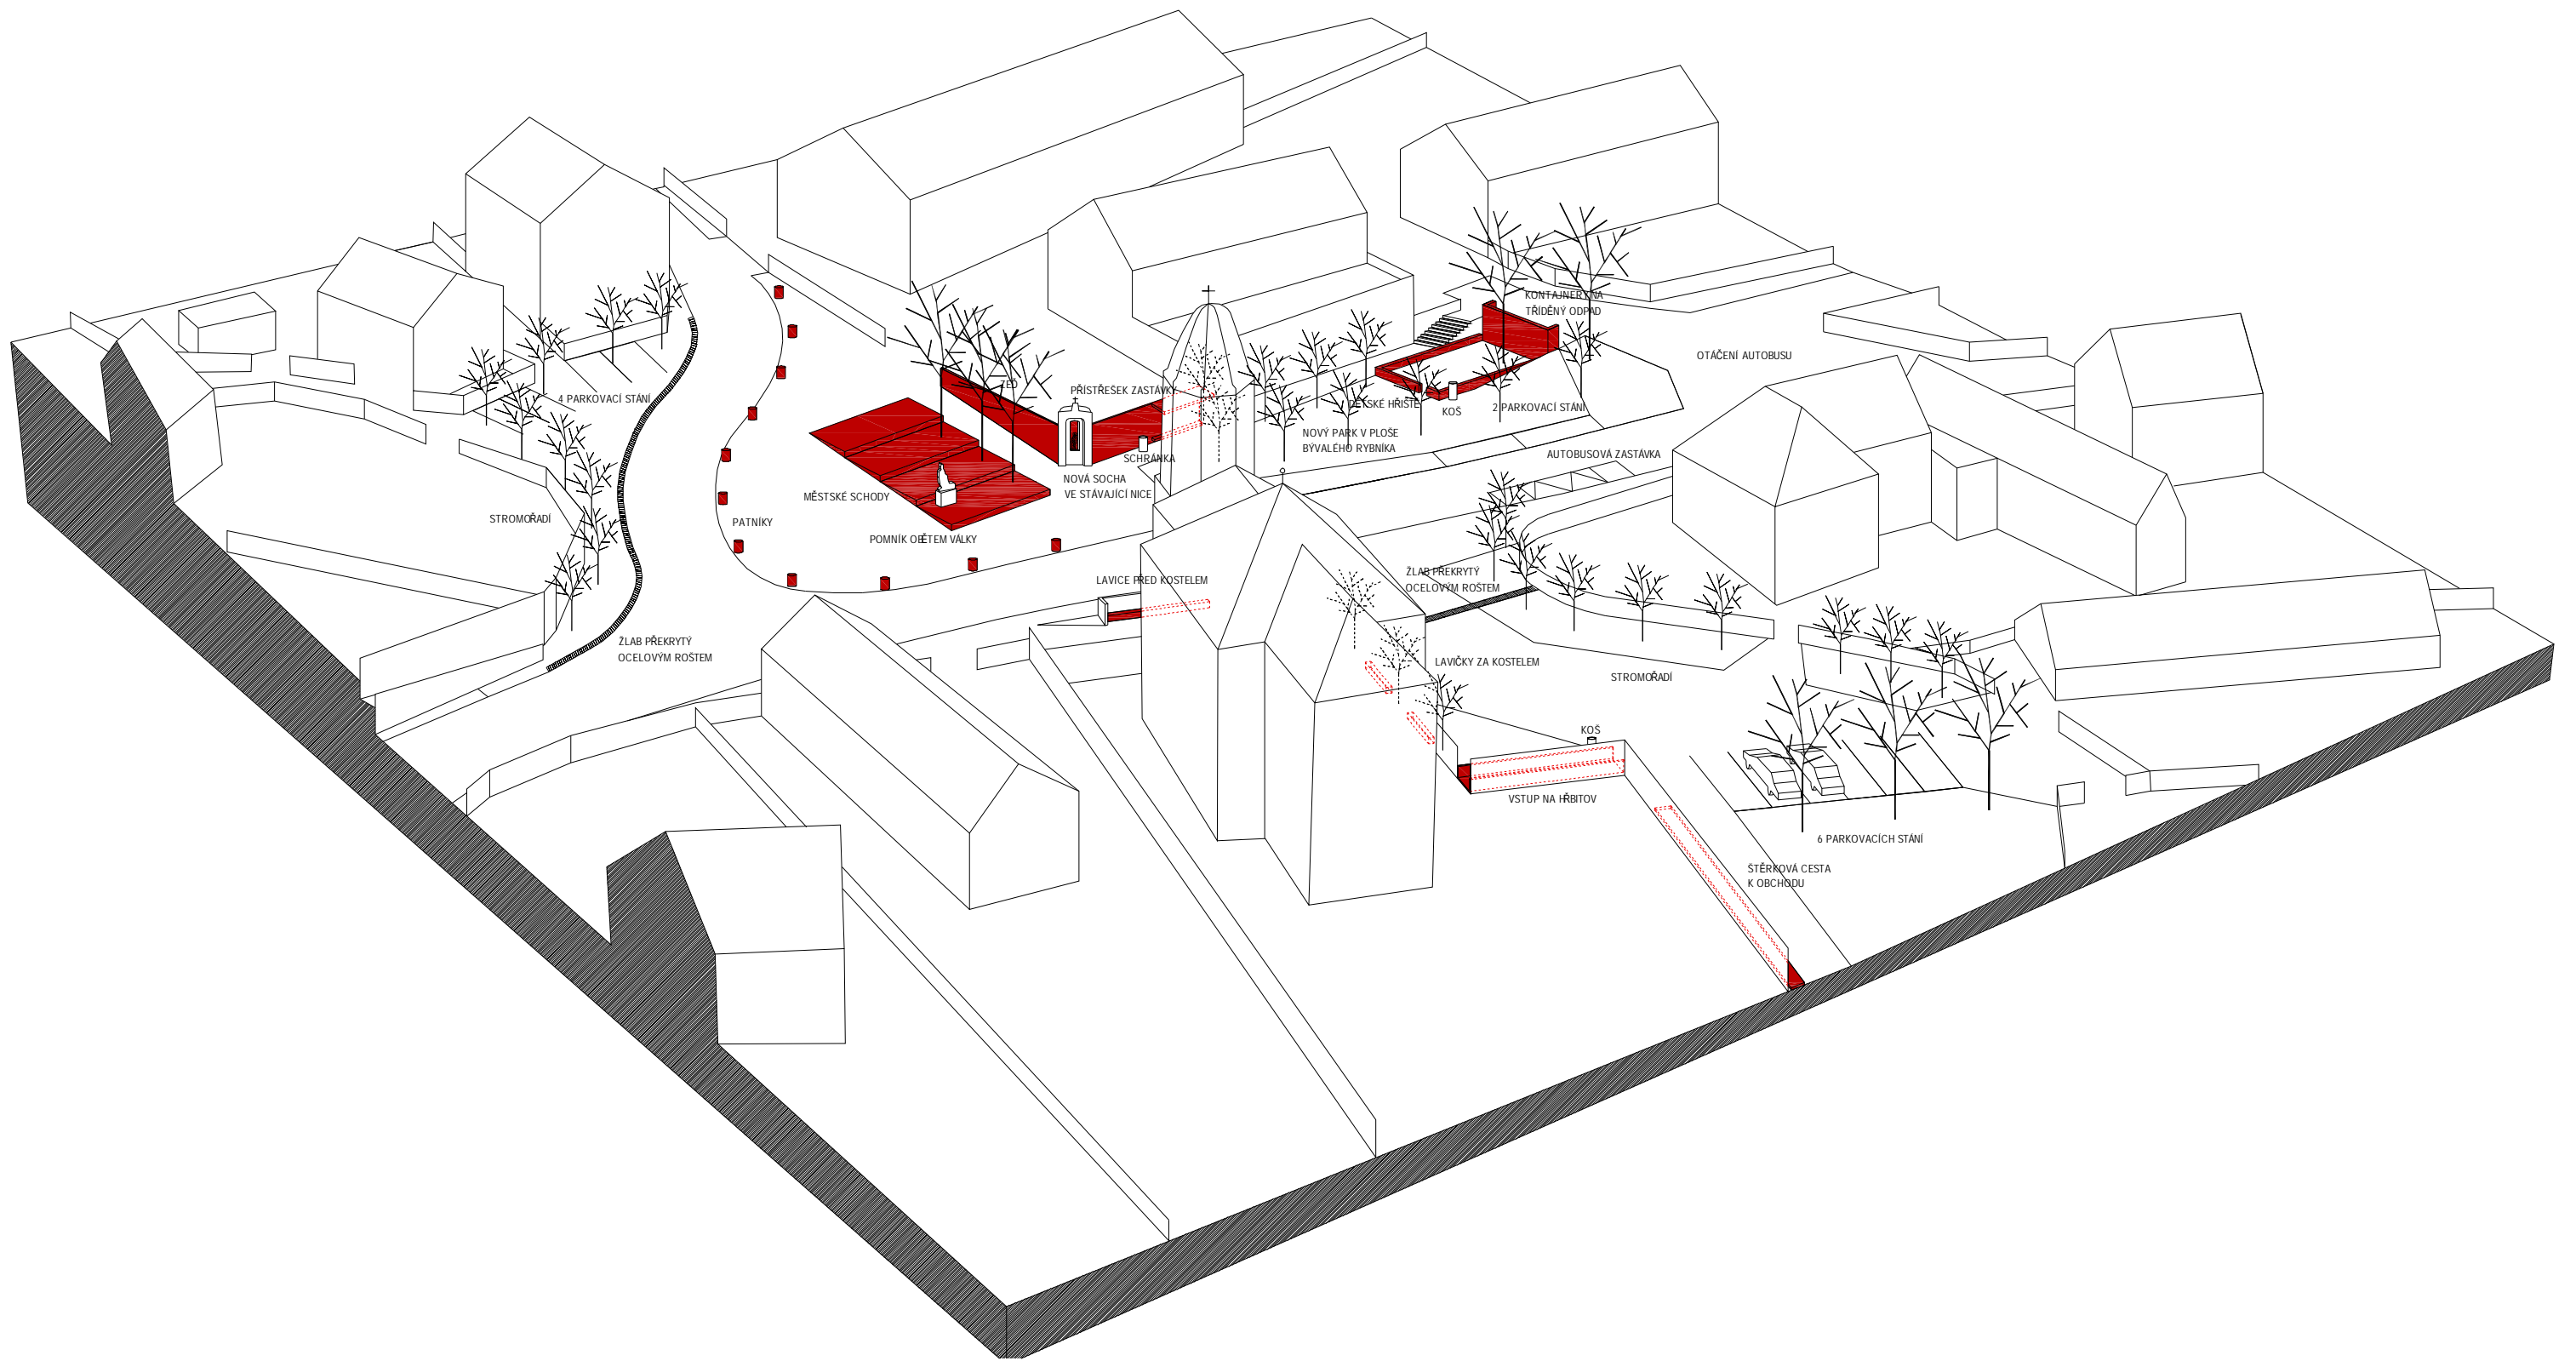 KONTAJNERY NA
TŘÍDĚNÝ ODPAD
OTÁČENÍ AUTOBUSU
ZEĎ
PŘÍSTŘEŠEK ZASTÁVKY
4 PARKOVACÍ STÁNÍ
DĚTSKÉ HŘIŠTĚ
KOŠ
2 PARKOVACÍ STÁNÍ
NOVÝ PARK V PLOŠE
BÝVALÉHO RYBNÍKA
AUTOBUSOVÁ ZASTÁVKA
SCHRÁNKA
NOVÁ SOCHA
VE STÁVAJÍCÍ NICE
MĚSTSKÉ SCHODY
STROMOŘADÍ
PATNÍKY
POMNÍK OBĚTEM VÁLKY
LAVICE PŘED KOSTELEM
ŽLAB PŘEKRYTÝ
OCELOVÝM ROŠTEM
ŽLAB PŘEKRYTÝ
OCELOVÝM ROŠTEM
LAVIČKY ZA KOSTELEM
STROMOŘADÍ
KOŠ
VSTUP NA HŘBITOV
6 PARKOVACÍCH STÁNÍ
ŠTĚRKOVÁ CESTA
K OBCHODU